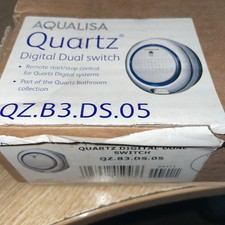 AQUALISA
Quartz®
Digital Dual switch
• Remote start/stop control
for Quartz Digital systems
• Part of the Quartz Bathroom
collection
QZ.B3.DS.05
QUARTZ DIGITAL DUAL
SWITCH
QZ.B3.DS.05